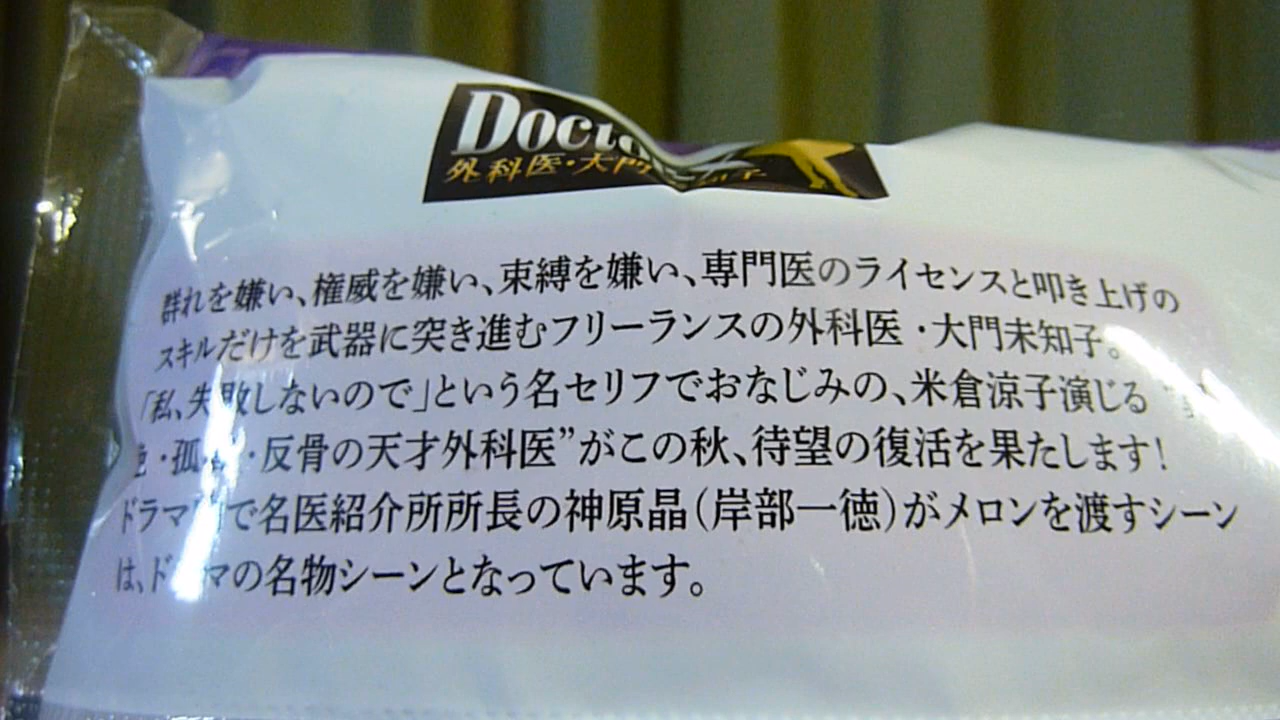 Doct
外科医・大門 知子
群れを嫌い、権威を嫌い、束縛を嫌い、専門医のライセンスと叩き上げの
スキルだけを武器に突き進むフリーランスの外科医・大門未知子。
「私、失敗しないので」という名セリフでおなじみの、米倉涼子演じる
・孤 ・反骨の天才外科医”がこの秋、待望の復活を果たします!
ドラマ で名医紹介所所長の神原晶(岸部一徳)がメロンを渡すシーン
は、ド マの名物シーンとなっています。